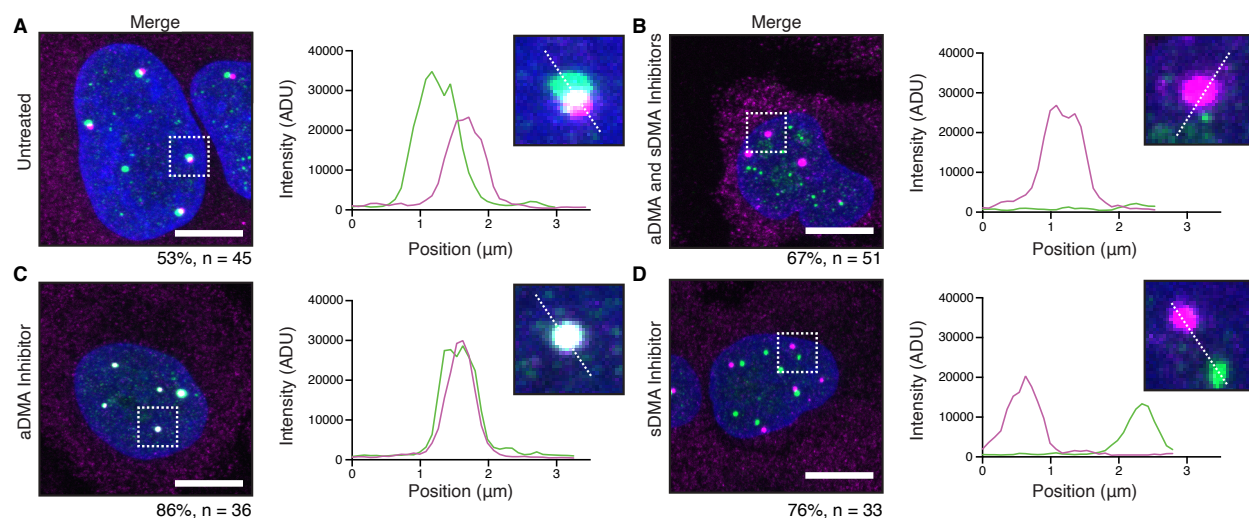 A
Merge
Untreated
53%, n = 45
Intensity (ADU)
40000
30000
20000
10000
0
0 1 2 3
Position (µm)
B
Merge
aDMA and sDMA Inhibitors
67%, n = 51
Intensity (ADU)
40000
30000
20000
10000
0
0 1 2 3
Position (µm)
C
aDMA Inhibitor
86%, n = 36
Intensity (ADU)
40000
30000
20000
10000
0
0 1 2 3
Position (µm)
D
sDMA Inhibitor
76%, n = 33
Intensity (ADU)
40000
30000
20000
10000
0
0 1 2 3
Position (µm)